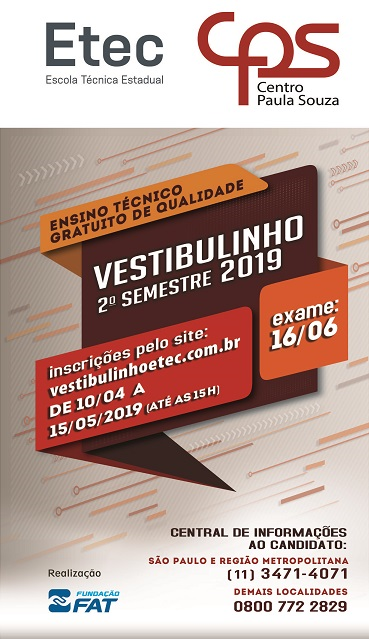 Etec
Escola Técnica Estadual
CPS
Centro
Paula Souza
ENSINO TÉCNICO
GRATUITO DE QUALIDADE
VESTIBULINHO
2º SEMESTRE 2019
inscrições pelo site:
vestibulinhoetec.com.br
DE 10/04 A
15/05/2019 (ATÉ AS 15H)
exame:
16/06
CENTRAL DE INFORMAÇÕES
AO CANDIDATO:
SÃO PAULO E REGIÃO METROPOLITANA
(11) 3471-4071
DEMAIS LOCALIDADES
0800 772 2829
Realização
FUNDAÇÃO
FAT